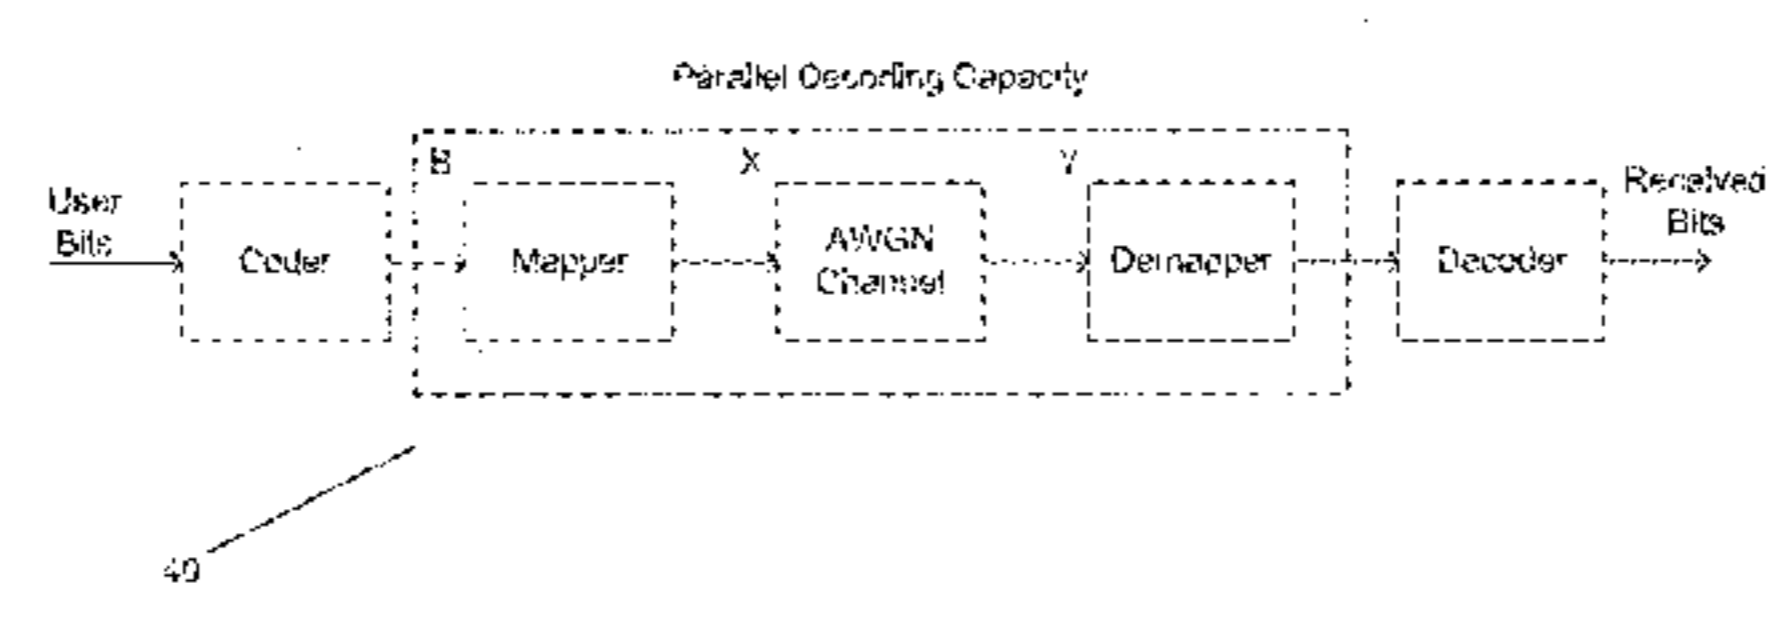 Parallel Decoding Capacity
B X Y
User
Bits
Coder
Mapper
AWGN
Channel
Demapper
Decoder
Received
Bits
40